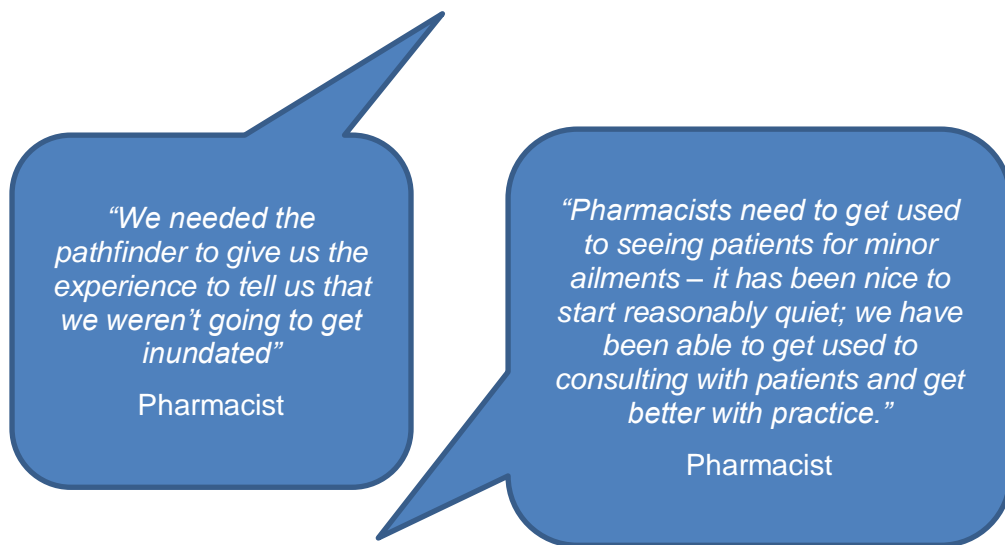 “We needed the
pathfinder to give us the
experience to tell us that
we weren’t going to get
inundated”
Pharmacist
“Pharmacists need to get used
to seeing patients for minor
ailments – it has been nice to
start reasonably quiet; we have
been able to get used to
consulting with patients and get
better with practice.”
Pharmacist